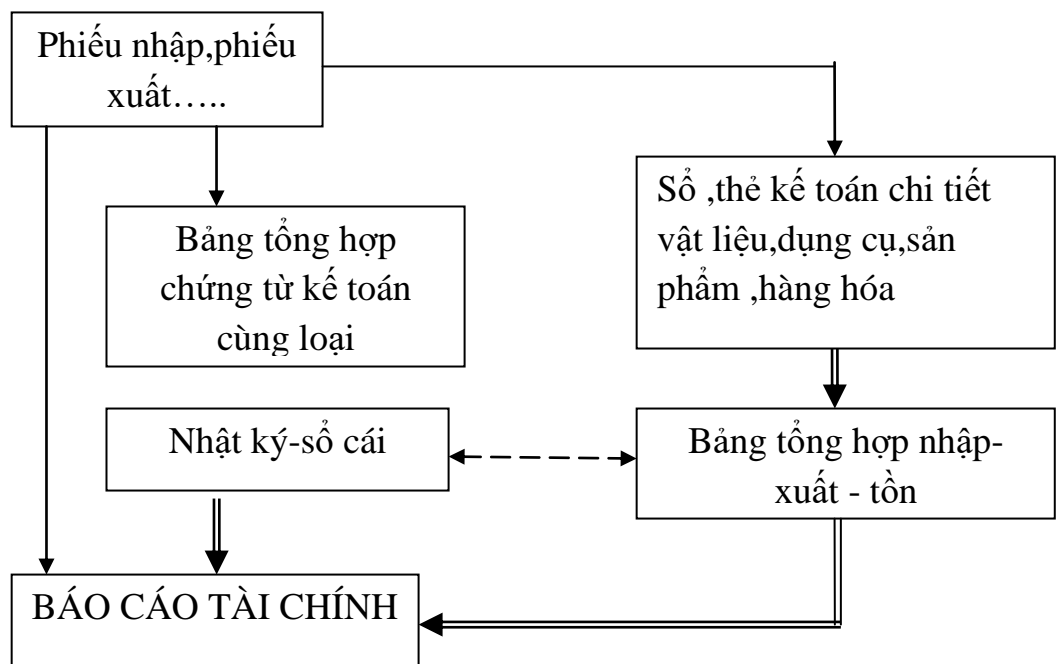 Phiếu nhập,phiếu
xuất…..
Sổ ,thẻ kế toán chi tiết
vật liệu,dụng cụ,sản
phẩm ,hàng hóa
Bảng tổng hợp
chứng từ kế toán
cùng loại
Nhật ký-sổ cái
Bảng tổng hợp nhập-
xuất - tồn
BÁO CÁO TÀI CHÍNH